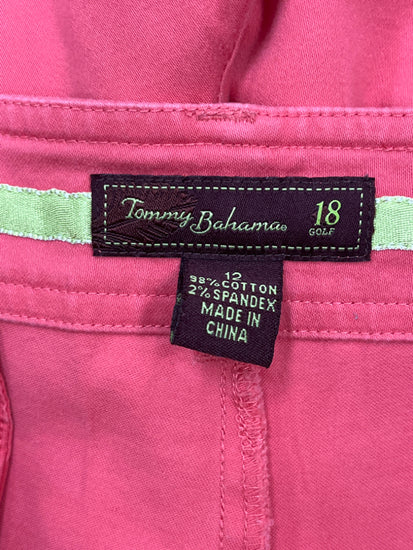 Tommy Bahama® 18
GOLF
12
98% COTTON
2% SPANDEX
MADE IN
CHINA